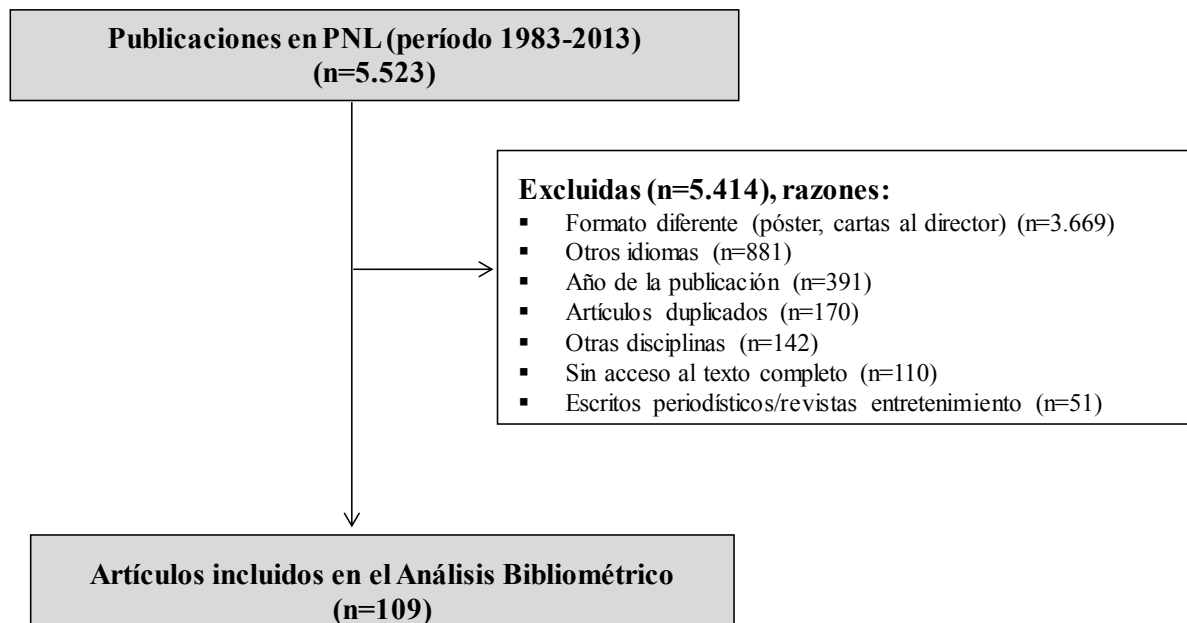 Publicaciones en PNL (período 1983-2013)
(n=5.523)
Excluidas (n=5.414), razones:
▪ Formato diferente (póster, cartas al director) (n=3.669)
▪ Otros idiomas (n=881)
▪ Año de la publicación (n=391)
▪ Artículos duplicados (n=170)
▪ Otras disciplinas (n=142)
▪ Sin acceso al texto completo (n=110)
▪ Escritos periodísticos/revistas entretenimiento (n=51)
Artículos incluidos en el Análisis Bibliométrico
(n=109)